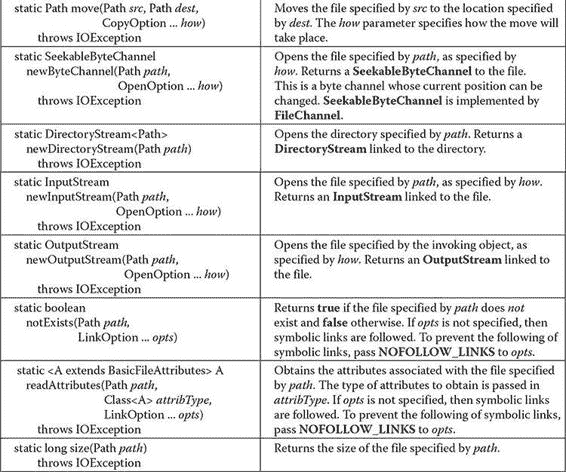 static Path move(Path src, Path dest,
CopyOption ... how)
throws IOException
Moves the file specified by src to the location specified
by dest. The how parameter specifies how the move will
take place.
static SeekableByteChannel
newByteChannel(Path path,
OpenOption ... how)
throws IOException
Opens the file specified by path, as specified by
how. Returns a SeekableByteChannel to the file.
This is a byte channel whose current position can be
changed. SeekableByteChannel is implemented by
FileChannel.
static DirectoryStream<Path>
newDirectoryStream(Path path)
throws IOException
Opens the directory specified by path. Returns a
DirectoryStream linked to the directory.
static InputStream
newInputStream(Path path,
OpenOption ... how)
throws IOException
Opens the file specified by path, as specified by how.
Returns an InputStream linked to the file.
static OutputStream
newOutputStream(Path path,
OpenOption ... how)
throws IOException
Opens the file specified by the invoking object, as
specified by how. Returns an OutputStream linked to
the file.
static boolean
notExists(Path path,
LinkOption ... opts)
Returns true if the file specified by path does not
exist and false otherwise. If opts is not specified, then
symbolic links are followed. To prevent the following of
symbolic links, pass NOFOLLOW_LINKS to opts.
static <A extends BasicFileAttributes> A
readAttributes(Path path,
Class<A> attribType,
LinkOption ... opts)
throws IOException
Obtains the attributes associated with the file specified
by path. The type of attributes to obtain is passed in
attribType. If opts is not specified, then symbolic links
are followed. To prevent the following of symbolic links,
pass NOFOLLOW_LINKS to opts.
static long size(Path path)
throws IOException
Returns the size of the file specified by path.